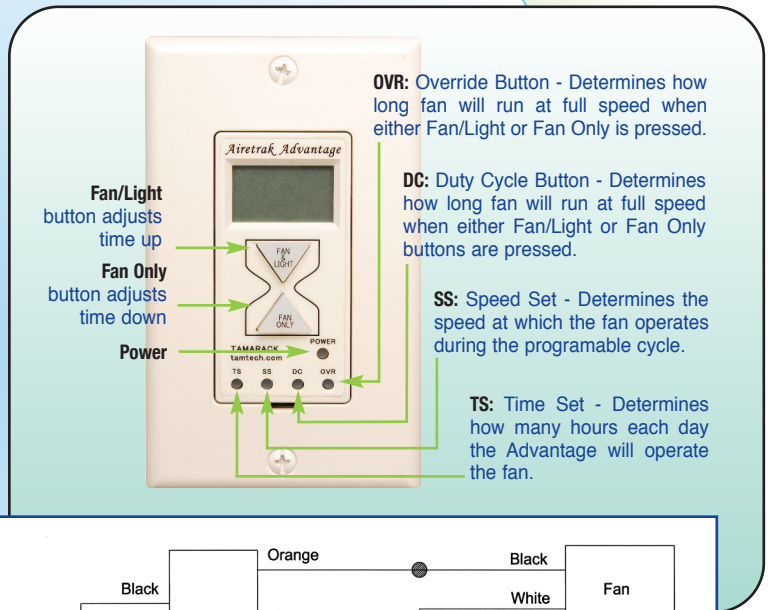 OVR: Override Button - Determines how
long fan will run at full speed when
either Fan/Light or Fan Only is pressed.
Airetrak Advantage
DC: Duty Cycle Button - Determines
how long fan will run at full speed
when either Fan/Light or Fan Only
buttons are pressed.
Fan/Light
button adjusts
time up
Fan Only
button adjusts
time down
Power
FAN
&
LIGHT
FAN
ONLY
TAMARACK
tamtech.com
POWER
TS SS DC OVR
SS: Speed Set - Determines the
speed at which the fan operates
during the programable cycle.
TS: Time Set - Determines
how many hours each day
the Advantage will operate
the fan.
Orange
Black
Black
White
Fan